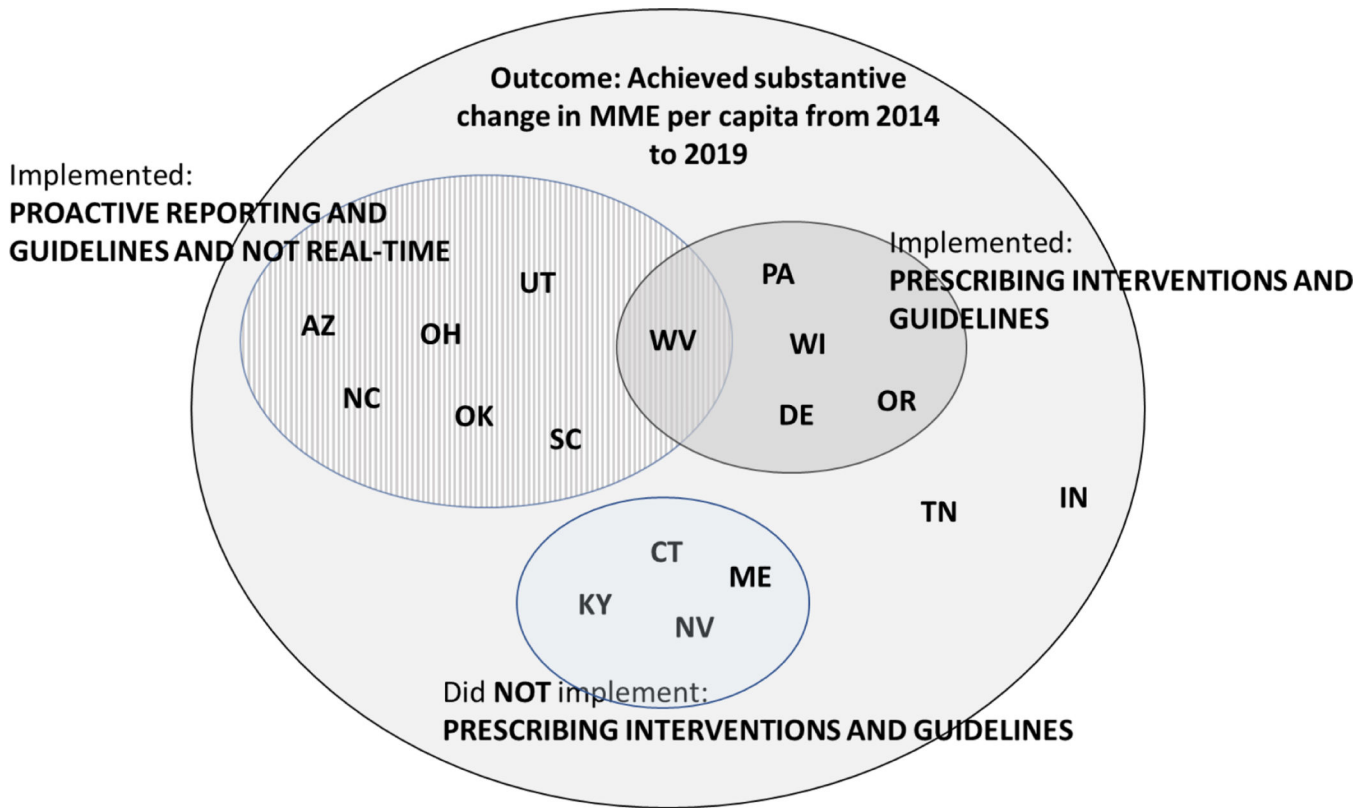 Outcome: Achieved substantive
change in MME per capita from 2014
to 2019
Implemented:
PROACTIVE REPORTING AND
GUIDELINES AND NOT REAL-TIME
Implemented:
PRESCRIBING INTERVENTIONS AND
GUIDELINES
UT
AZ
OH
NC
OK
SC
WV
PA
WI
DE
OR
TN
IN
CT
ME
KY
NV
Did NOT implement:
PRESCRIBING INTERVENTIONS AND GUIDELINES